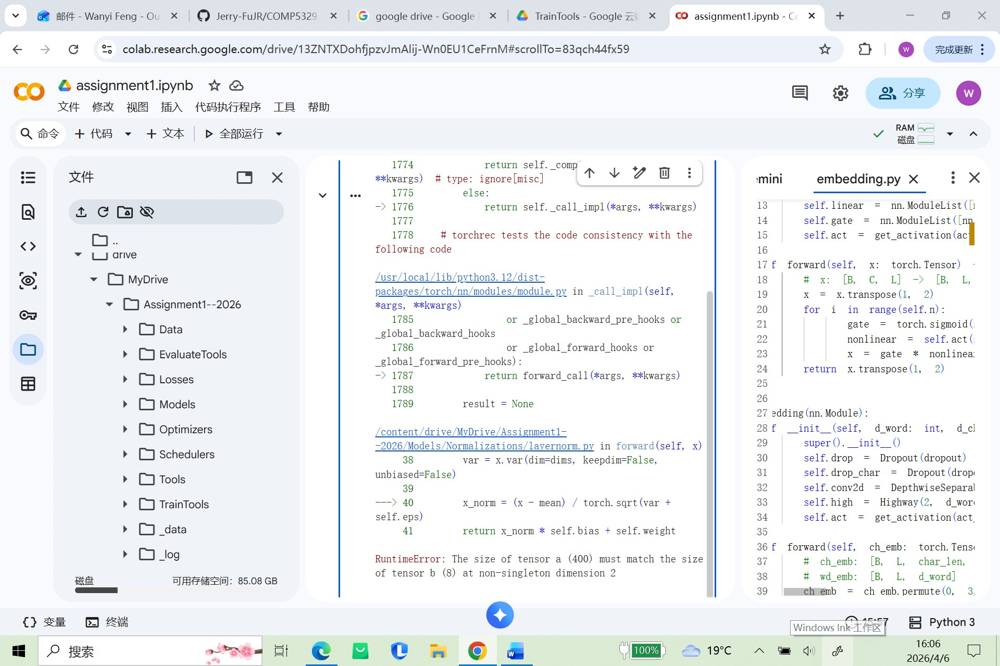 邮件 - Wanyi Feng - Ou
Jerry-FuJR/COMP5329
google drive - Google
TrainTools - Google 云端
assignment1.ipynb - Co
colab.research.google.com/drive/13ZNTXDohfjpzvJmAlij-Wn0EU1CeFrnM#scrollTo=83qch44fx59
W
完成更新
assignment1.ipynb
文件 修改 视图 插入 代码执行程序 工具 帮助
分享
W
命令 + 代码 + 文本 全部运行
RAM
磁盘
文件
..
drive
MyDrive
Assignment1--2026
Data
EvaluateTools
Losses
Models
Optimizers
Schedulers
Tools
TrainTools
_data
_log
磁盘 可用存储空间: 85.08 GB
1774 return self._comp
**kwargs) # type: ignore[misc]
1775 else:
-> 1776 return self._call_impl(*args, **kwargs)
1777
1778 # torchrec tests the code consistency with the
following code
/usr/local/lib/python3.12/dist-
packages/torch/nn/modules/module.py in _call_impl(self,
*args, **kwargs)
1785 or _global_backward_pre_hooks or
_global_backward_hooks
1786 or _global_forward_hooks or
_global_forward_pre_hooks):
-> 1787 return forward_call(*args, **kwargs)
1788
1789 result = None
/content/drive/MyDrive/Assignment1-
-2026/Models/Normalizations/layernorm.py in forward(self, x)
38 var = x.var(dim=dims, keepdim=False,
unbiased=False)
39
---> 40 x_norm = (x - mean) / torch.sqrt(var +
self.eps)
41 return x_norm * self.bias + self.weight
RuntimeError: The size of tensor a (400) must match the size
of tensor b (8) at non-singleton dimension 2
emini embedding.py
13 self.linear = nn.ModuleList([n
14 self.gate = nn.ModuleList([nn
15 self.act = get_activation(ac
16
17 f forward(self, x: torch.Tensor) -
18 # x: [B, C, L] -> [B, L,
19 x = x.transpose(1, 2)
20 for i in range(self.n):
21 gate = torch.sigmoid(
22 nonlinear = self.act(
23 x = gate * nonlinea
24 return x.transpose(1, 2)
25
26
27 edding(nn.Module):
28 f __init__(self, d_word: int, d_cl
29 super().__init__()
30 self.drop = Dropout(dropout)
31 self.drop_char = Dropout(drop
32 self.conv2d = DepthwiseSeparal
33 self.high = Highway(2, d_wor
34 self.act = get_activation(act_
35
36 f forward(self, ch_emb: torch.Tens
37 # ch_emb: [B, L, char_len,
38 # wd_emb: [B, L, d_word]
39 ch_emb = ch_emb.permute(0, 3,
变量 终端
15:57
Python 3
Windows Ink 工作区
搜索
100%
19°C
16:06
2026/4/6